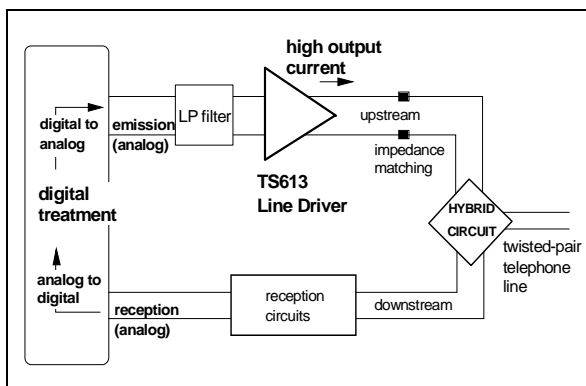 high output
current
digital to
analog
emission
(analog)
LP filter
upstream
impedance
matching
TS613
Line Driver
digital
treatment
HYBRID
CIRCUIT
twisted-pair
telephone
line
analog to
digital
reception
(analog)
reception
circuits
downstream